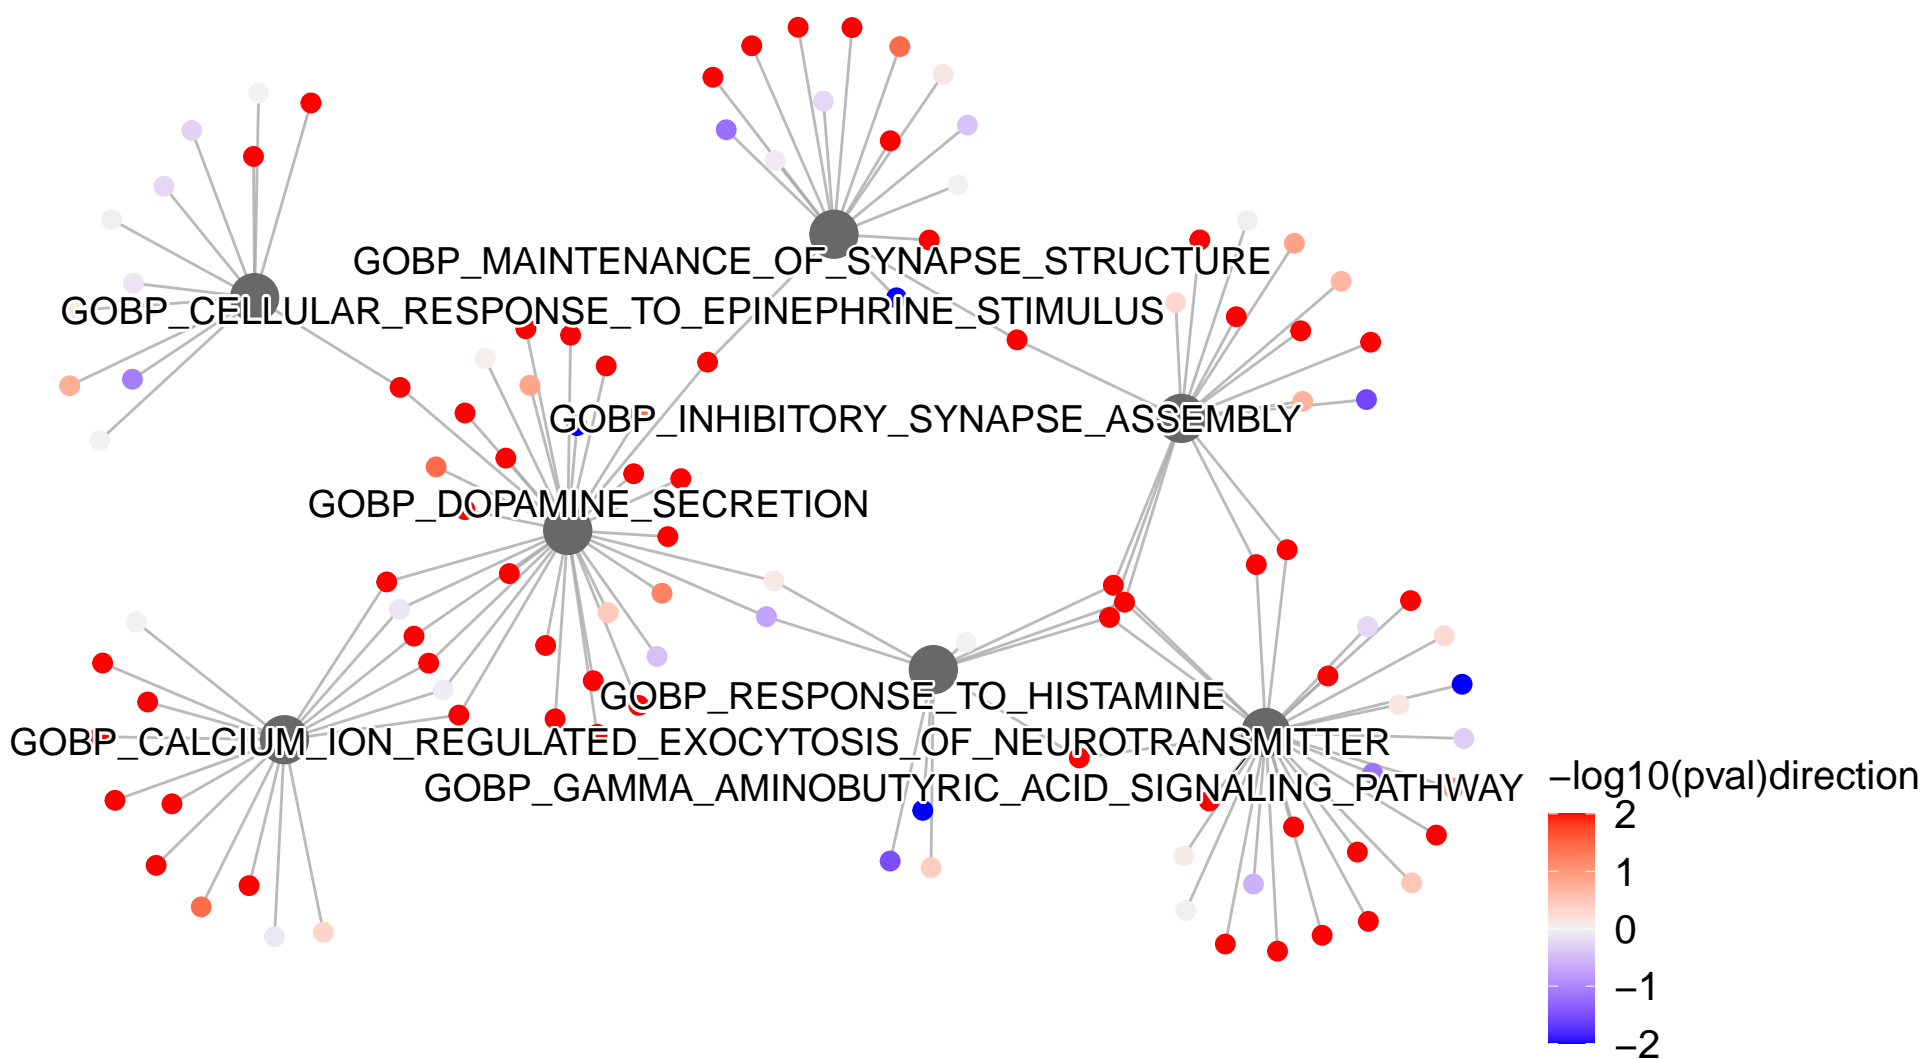 GOBP_MAINTENANCE_OF_SYNAPSE_STRUCTURE
GOBP_CELLULAR_RESPONSE_TO_EPINEPHRINE_STIMULUS
GOBP_INHIBITORY_SYNAPSE_ASSEMBLY
GOBP_DOPAMINE_SECRETION
GOBP_RESPONSE_TO_HISTAMINE
GOBP_CALCIUM_ION_REGULATED_EXOCYTOSIS_OF_NEUROTRANSMITTER
GOBP_GAMMA_AMINOBUTYRIC_ACID_SIGNALING_PATHWAY
−log10(pval)direction
2
1
0
−1
−2